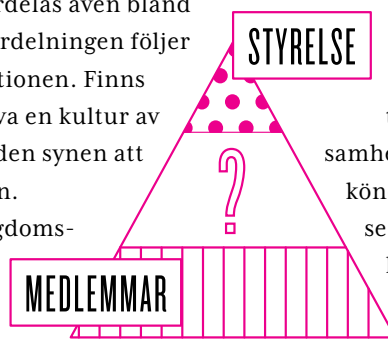 rdelas även bland
rdelningen följer
tionen. Finns
va en kultur av
den synen att
n.
gdoms-
STYRELSE
?
MEDLEMMAR
samhe
kön
se